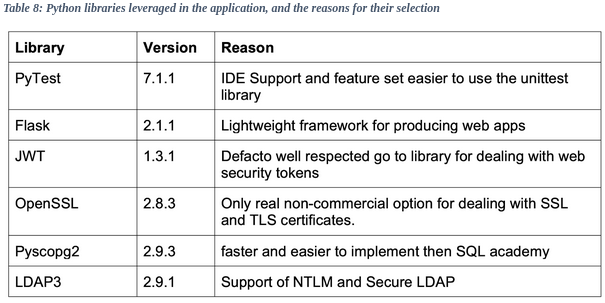 Table 8: Python libraries leveraged in the application, and the reasons for their selection
Library Version Reason
PyTest 7.1.1 IDE Support and feature set easier to use the unittest
library
Flask 2.1.1 Lightweight framework for producing web apps
JWT 1.3.1 Defacto well respected go to library for dealing with web
security tokens
OpenSSL 2.8.3 Only real non-commercial option for dealing with SSL
and TLS certificates.
Pyscopg2 2.9.3 faster and easier to implement then SQL academy
LDAP3 2.9.1 Support of NTLM and Secure LDAP